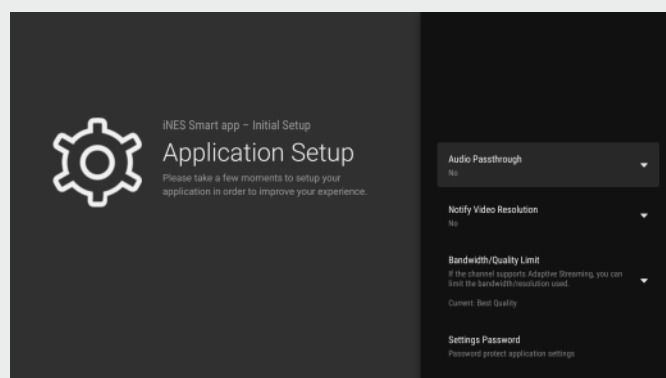 iNES Smart app – Initial Setup
Application Setup
Please take a few moments to setup your
application in order to improve your experience.
Audio Passthrough
No
Notify Video Resolution
No
Bandwidth/Quality Limit
If the channel supports Adaptive Streaming, you can
limit the bandwidth/resolution used.
Current: Best Quality
Settings Password
Password protect application settings